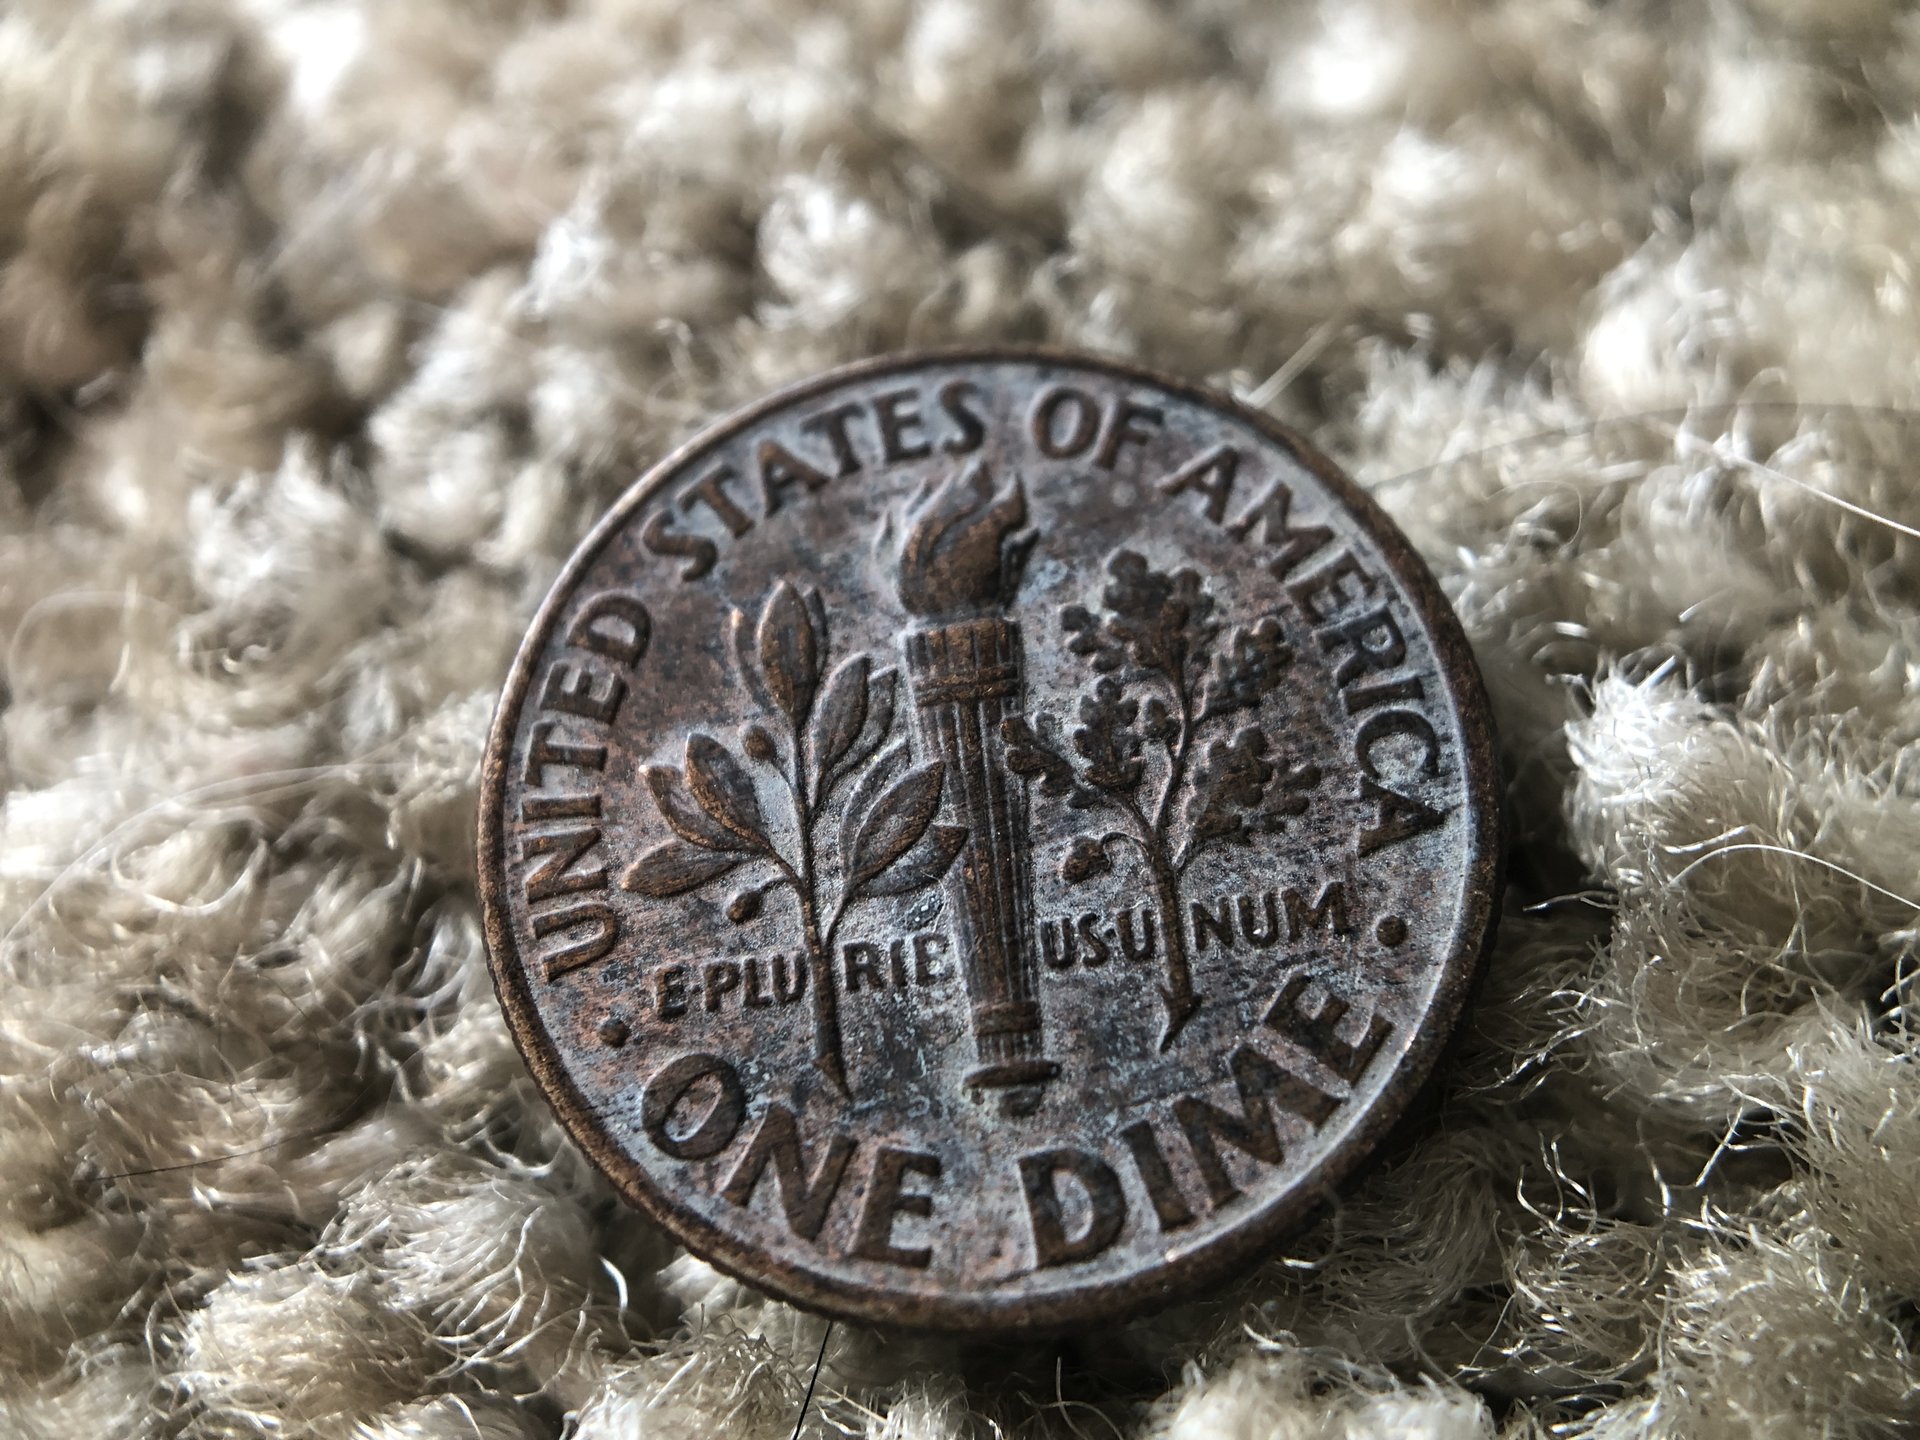 UNITED STATES OF AMERICA
E·PLURIBUS·UNUM
· ONE DIME ·